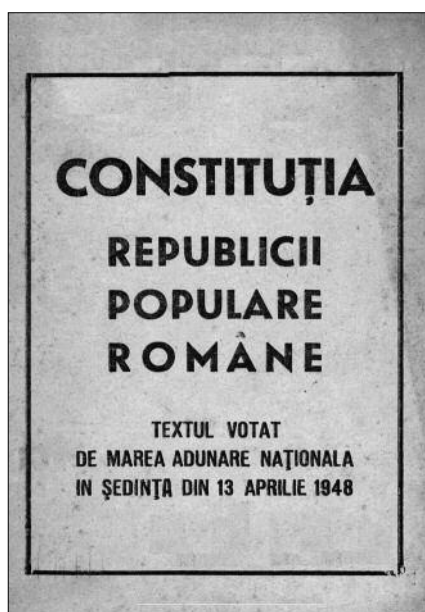 CONSTITUȚIA
REPUBLICII
POPULARE
ROMÂNE
TEXTUL VOTAT
DE MAREA ADUNARE NAȚIONALA
IN ȘEDINȚA DIN 13 APRILIE 1948